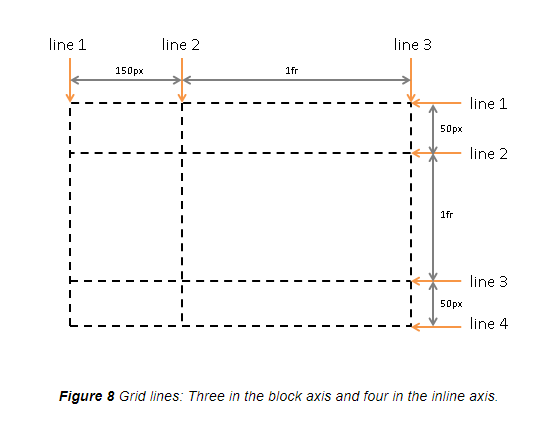 line 1
line 2
line 3
150px
1fr
line 1
50px
line 2
1fr
line 3
50px
line 4
Figure 8 Grid lines: Three in the block axis and four in the inline axis.